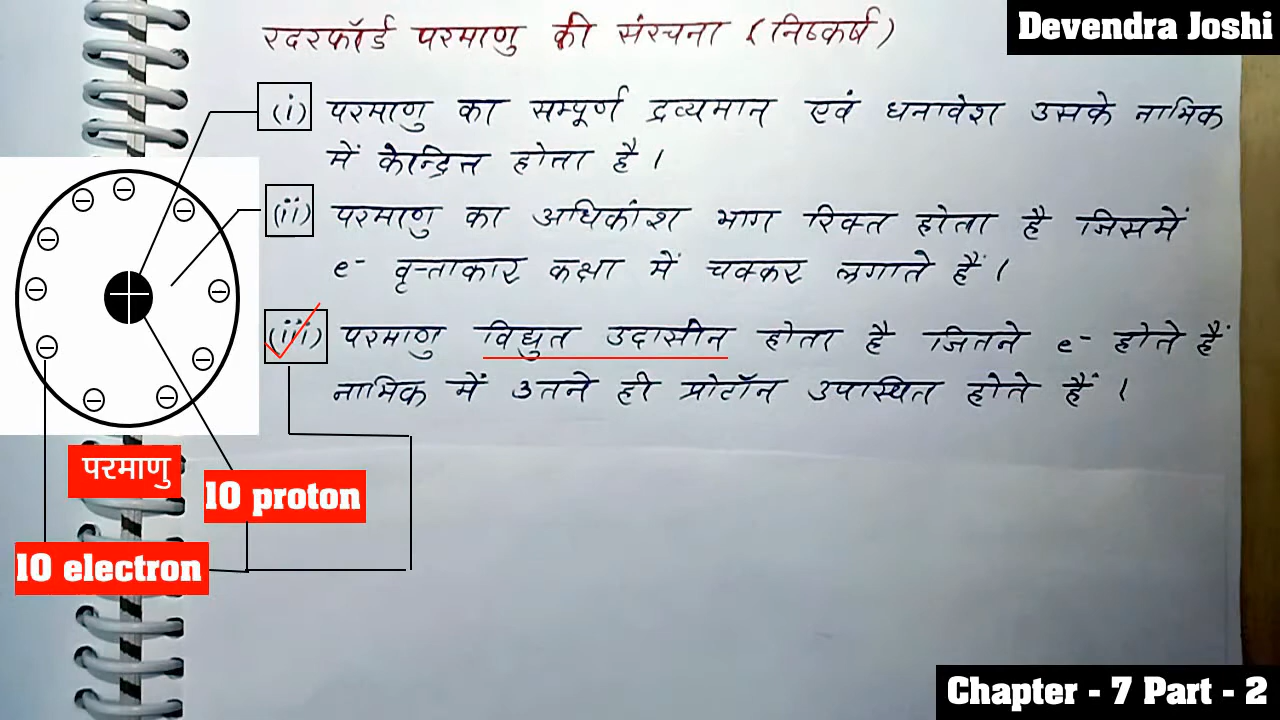 Devendra Joshi
रदरफॉर्ड परमाणु की संरचना (निष्कर्ष)
(i) परमाणु का सम्पूर्ण द्रव्यमान एवं धनावेश उसके नाभिक
में केन्द्रित होता है।
(ii) परमाणु का अधिकांश भाग रिक्त होता है जिसमें
e- वृत्ताकार कक्षा में चक्कर लगाते हैं।
(iii) परमाणु विद्युत उदासीन होता है जितने e- होते हैं
नाभिक में उतने ही प्रोटॉन उपास्थित होते हैं।
परमाणु
10 proton
10 electron
Chapter - 7 Part - 2